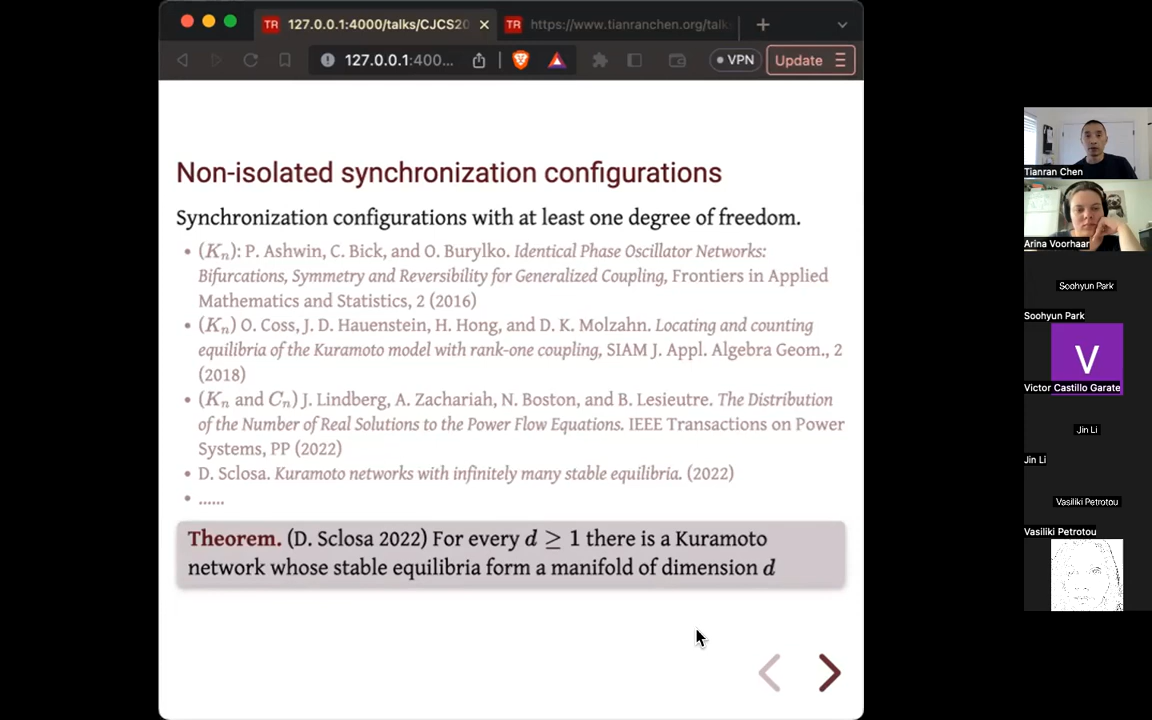 127.0.0.1:4000/talks/CJCS20
https://www.tianranchen.org/talk
127.0.0.1:400...
VPN
Update
Non-isolated synchronization configurations
Synchronization configurations with at least one degree of freedom.
• (Kn): P. Ashwin, C. Bick, and O. Burylko. Identical Phase Oscillator Networks:
Bifurcations, Symmetry and Reversibility for Generalized Coupling, Frontiers in Applied
Mathematics and Statistics, 2 (2016)
• (Kn) O. Coss, J. D. Hauenstein, H. Hong, and D. K. Molzahn. Locating and counting
equilibria of the Kuramoto model with rank-one coupling, SIAM J. Appl. Algebra Geom., 2
(2018)
• (Kn and Cn) J. Lindberg, A. Zachariah, N. Boston, and B. Lesieutre. The Distribution
of the Number of Real Solutions to the Power Flow Equations. IEEE Transactions on Power
Systems, PP (2022)
• D. Sclosa. Kuramoto networks with infinitely many stable equilibria. (2022)
• ......
Theorem. (D. Sclosa 2022) For every d ≥ 1 there is a Kuramoto
network whose stable equilibria form a manifold of dimension d
Tianran Chen
Arina Voorhaar
Soohyun Park
Soohyun Park
V
Victor Castillo Garate
Jin Li
Jin Li
Vasiliki Petrotou
Vasiliki Petrotou